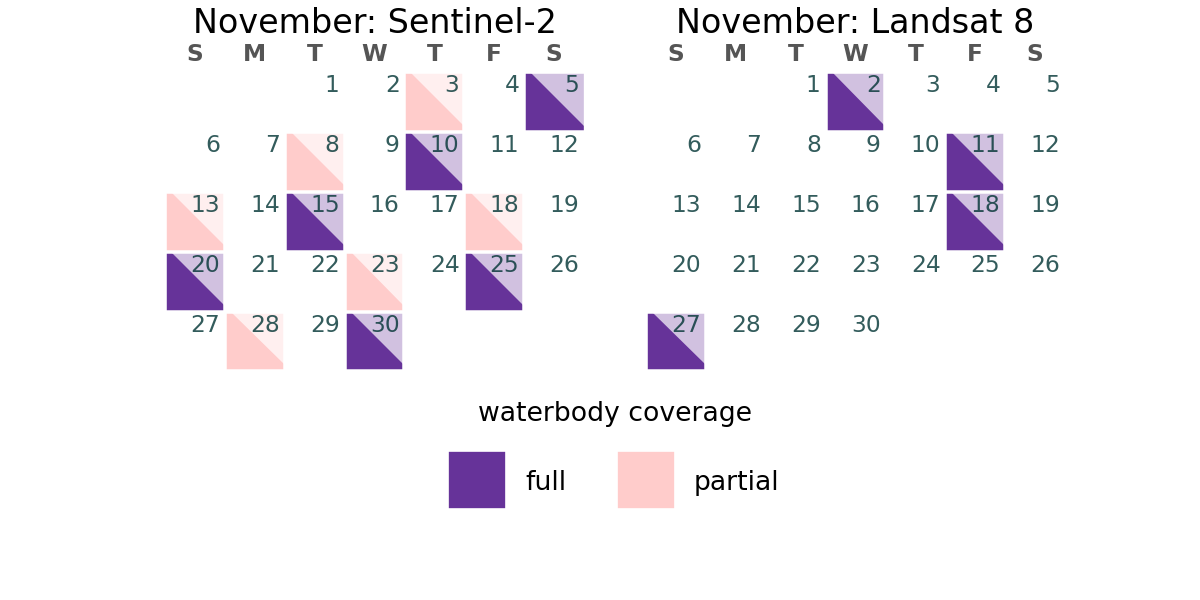 November: Sentinel-2
S M T W T F S
1 2 3 4 5
6 7 8 9 10 11 12
13 14 15 16 17 18 19
20 21 22 23 24 25 26
27 28 29 30
November: Landsat 8
S M T W T F S
1 2 3 4 5
6 7 8 9 10 11 12
13 14 15 16 17 18 19
20 21 22 23 24 25 26
27 28 29 30
waterbody coverage
full
partial